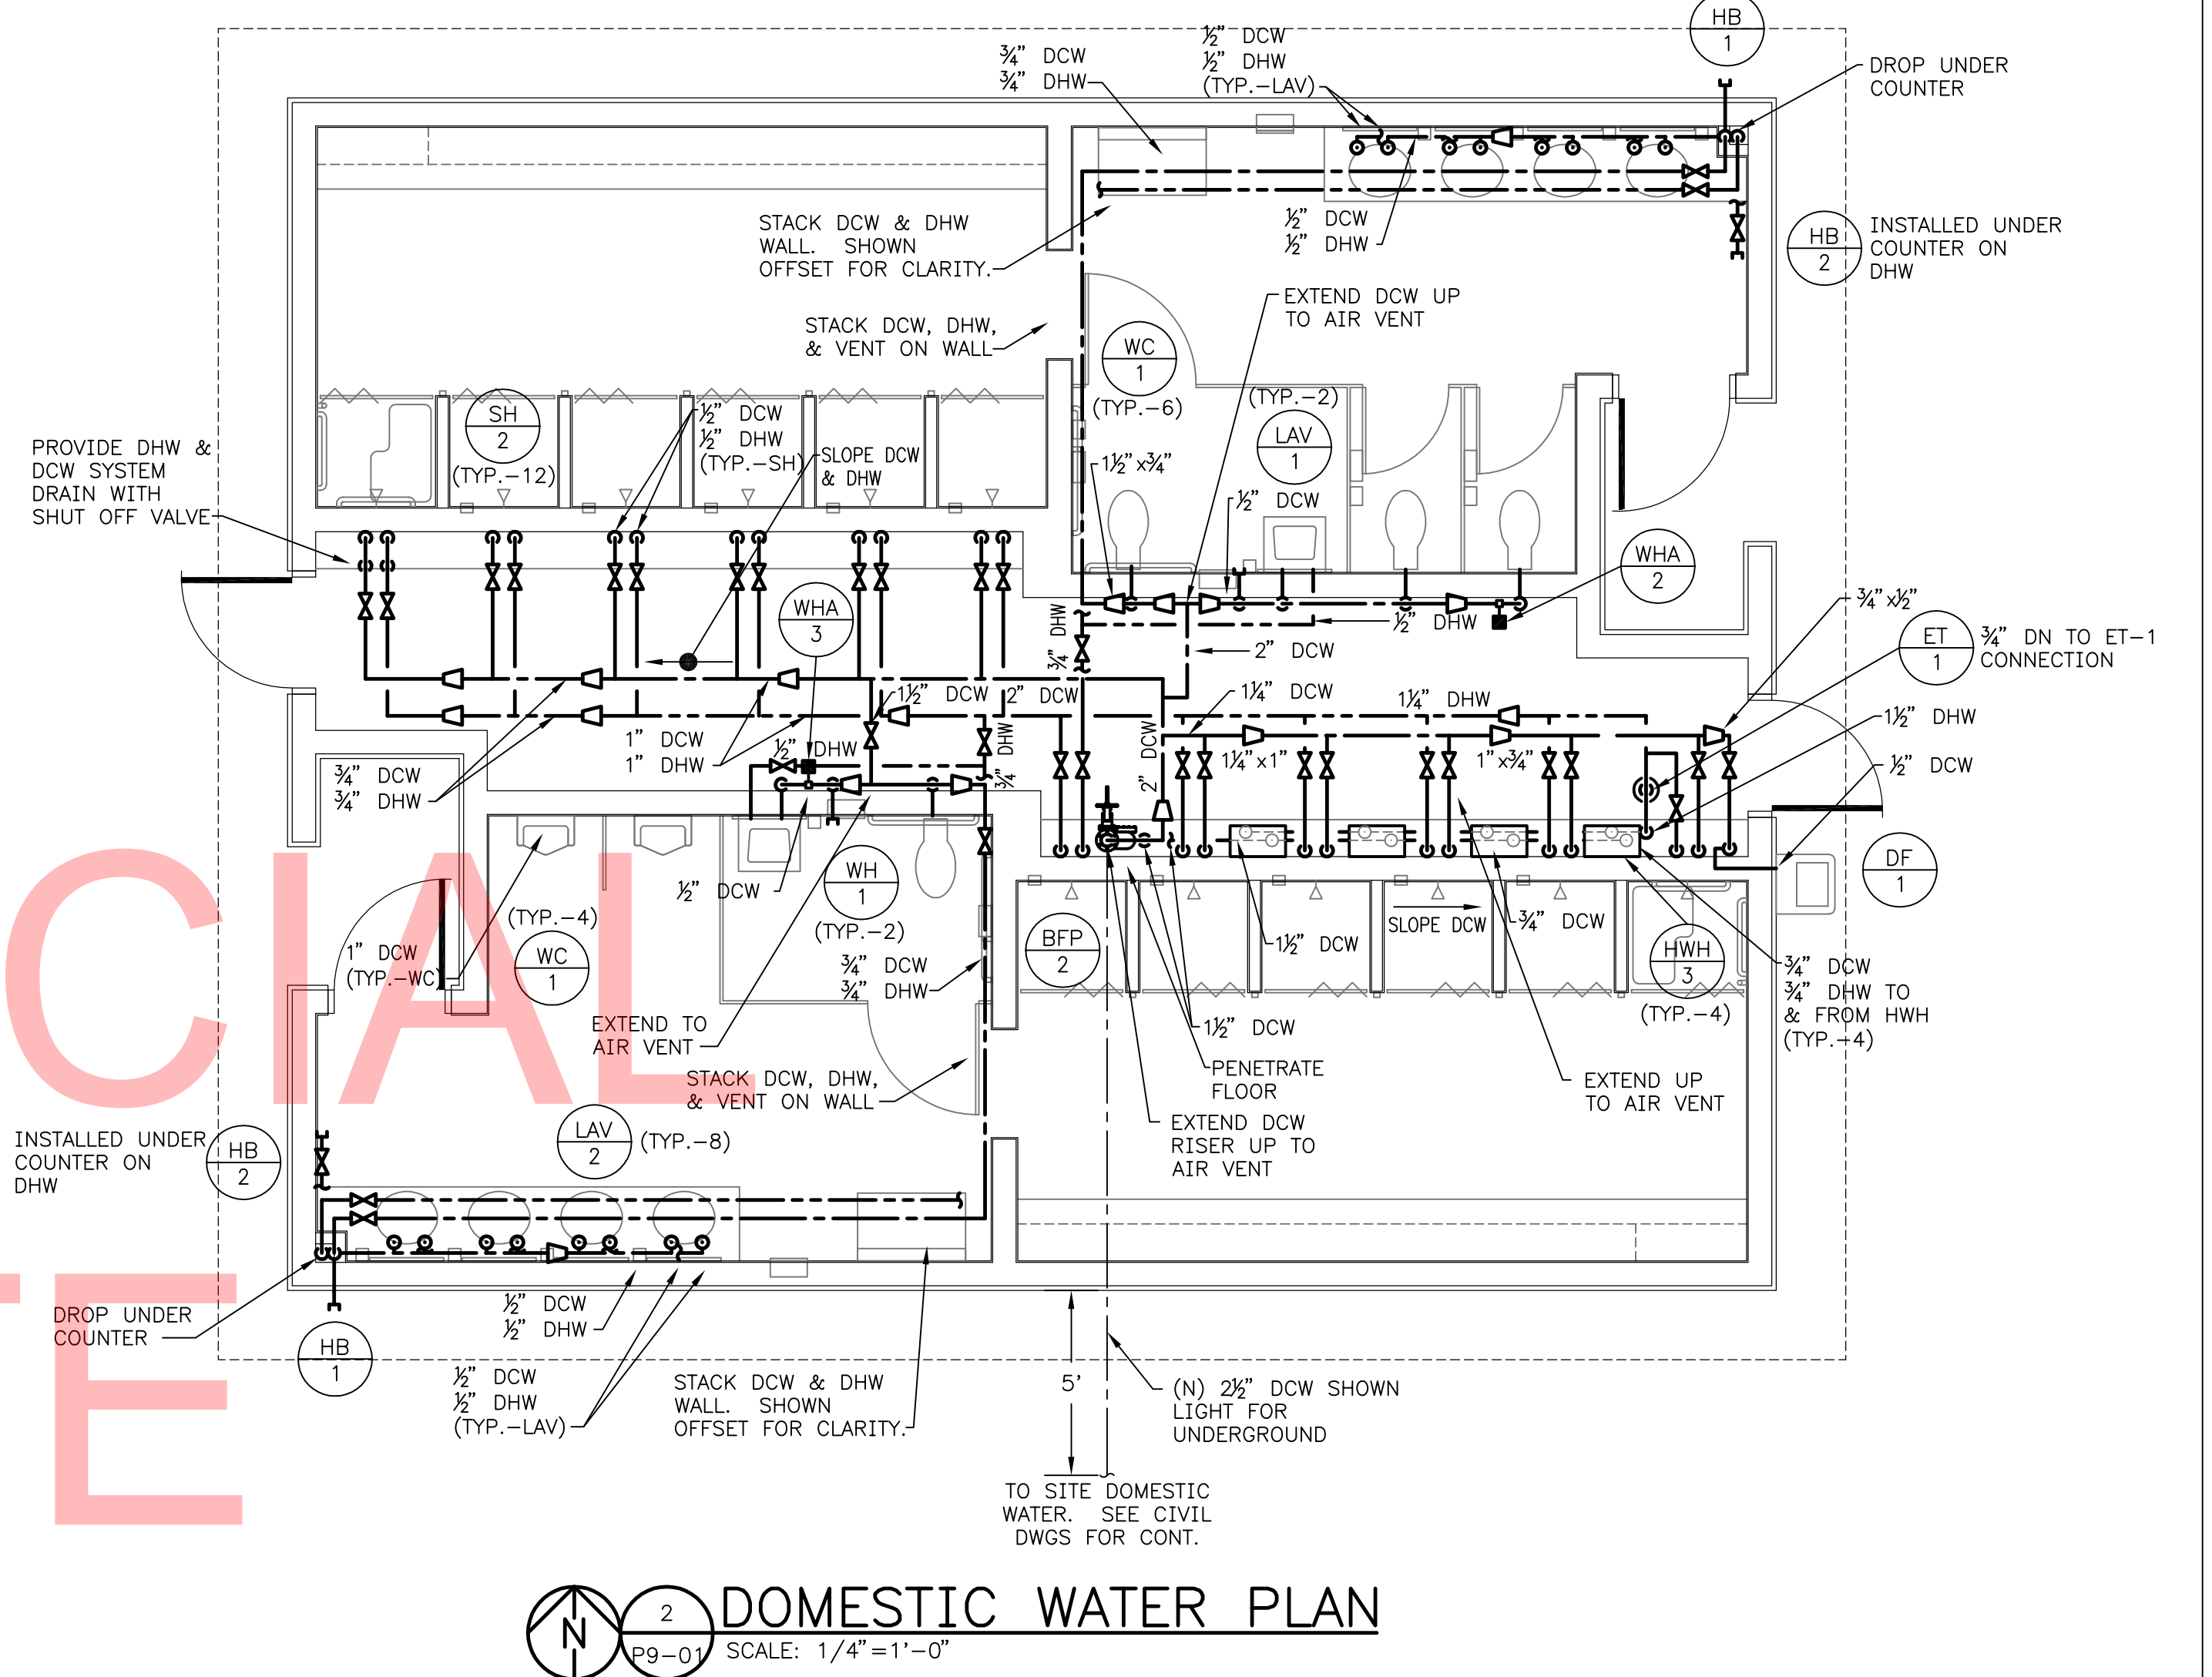 HB
1
½" DCW
½" DHW
(TYP.-LAV)
¾" DCW
¾" DHW
DROP UNDER
COUNTER
STACK DCW & DHW
WALL. SHOWN
OFFSET FOR CLARITY.
½" DCW
½" DHW
HB
2
INSTALLED UNDER
COUNTER ON
DHW
EXTEND DCW UP
TO AIR VENT
STACK DCW, DHW,
& VENT ON WALL
WC
1
(TYP.-6)
(TYP.-2)
LAV
1
SH
2
(TYP.-12)
½" DCW
½" DHW
(TYP.-SH)
SLOPE DCW
& DHW
PROVIDE DHW &
DCW SYSTEM
DRAIN WITH
SHUT OFF VALVE
1½"x¾"
½" DCW
WHA
2
WHA
3
¾" DHW
½" DHW
2" DCW
¾"x½"
ET
1
¾" DN TO ET-1
CONNECTION
1½" DCW
2" DCW
1¼" DCW
1¼" DHW
1½" DHW
1" DCW
1" DHW
½" DHW
¾" DHW
2" DCW
1¼"x1"
1"x¾"
½" DCW
¾" DCW
¾" DHW
½" DCW
WH
1
(TYP.-2)
DF
1
(TYP.-4)
WC
1
1" DCW
(TYP.-WC)
BFP
2
1½" DCW
SLOPE DCW
¾" DCW
HWH
3
(TYP.-4)
¾" DCW
¾" DHW
¾" DCW
¾" DHW TO
& FROM HWH
(TYP.-4)
EXTEND TO
AIR VENT
1½" DCW
PENETRATE
FLOOR
EXTEND UP
TO AIR VENT
STACK DCW, DHW,
& VENT ON WALL
EXTEND DCW
RISER UP TO
AIR VENT
LAV
2
(TYP.-8)
INSTALLED UNDER
COUNTER ON
DHW
HB
2
CIAL
TE
DROP UNDER
COUNTER
½" DCW
½" DHW
HB
1
½" DCW
½" DHW
(TYP.-LAV)
STACK DCW & DHW
WALL. SHOWN
OFFSET FOR CLARITY.
5'
(N) 2½" DCW SHOWN
LIGHT FOR
UNDERGROUND
TO SITE DOMESTIC
WATER. SEE CIVIL
DWGS FOR CONT.
N
2
P9-01
DOMESTIC WATER PLAN
SCALE: 1/4"=1'-0"